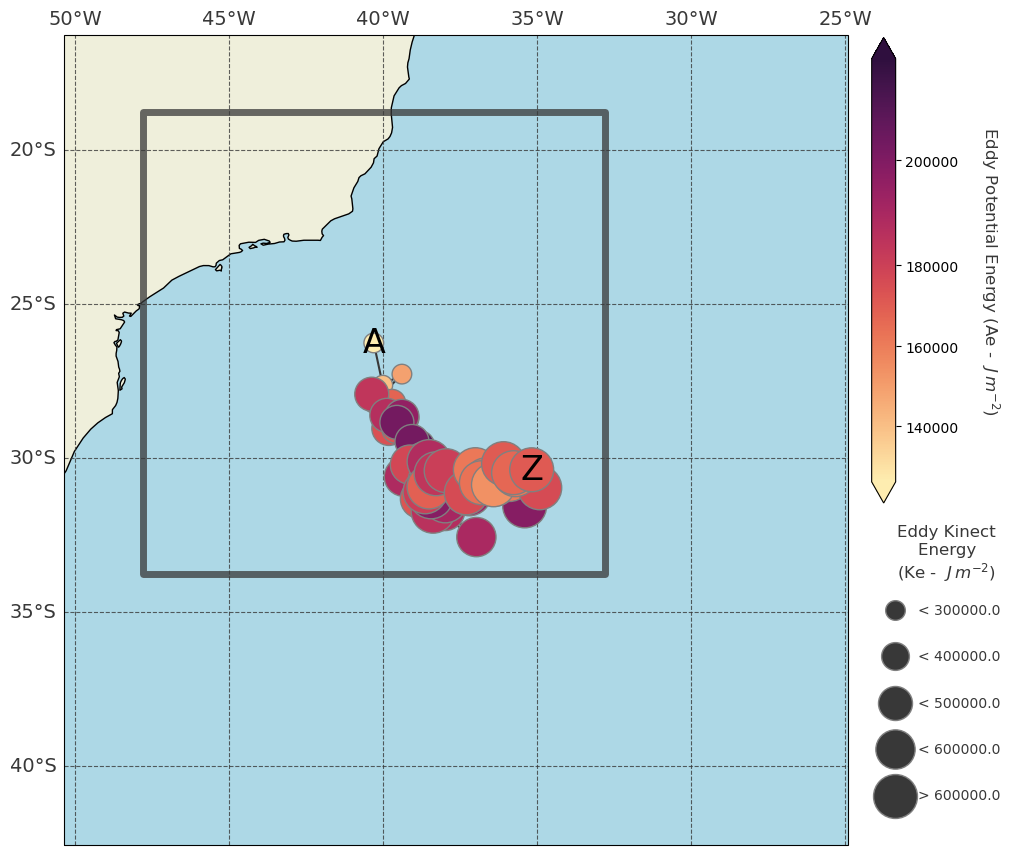 50°W 45°W 40°W 35°W 30°W 25°W
20°S
25°S
30°S
35°S
40°S
A
Z
200000
180000
160000
140000
Eddy Potential Energy (Ae - J m⁻²)
Eddy Kinect
Energy
(Ke - J m⁻²)
< 300000.0
< 400000.0
< 500000.0
< 600000.0
> 600000.0